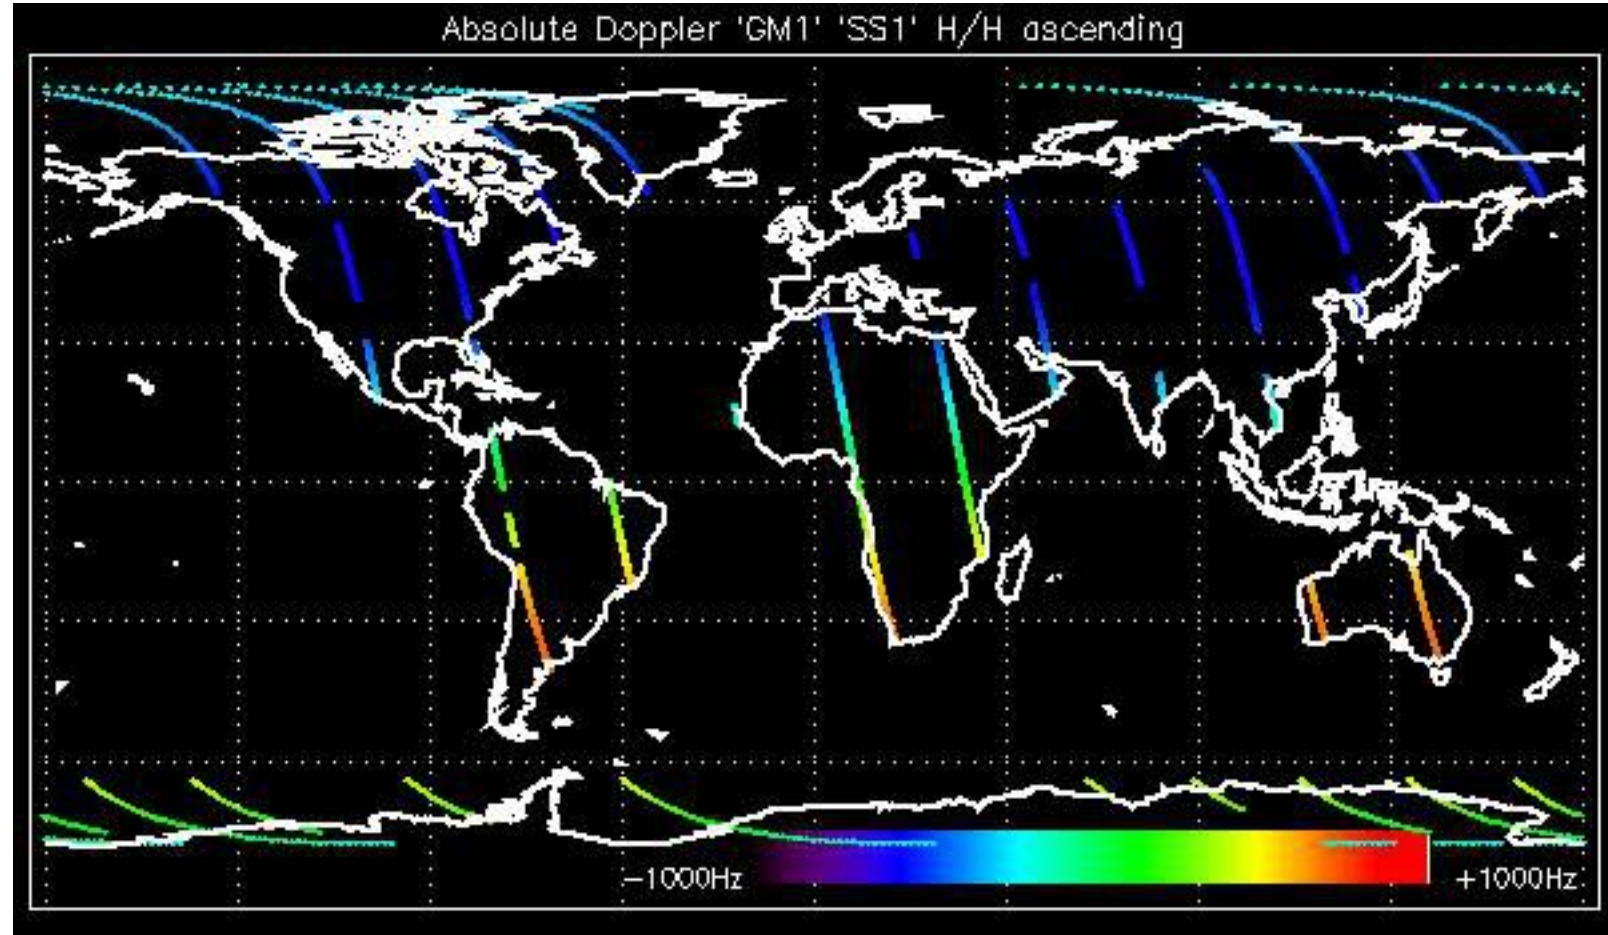 Absolute Doppler 'GM1' 'SS1' H/H ascending
−1000Hz +1000Hz